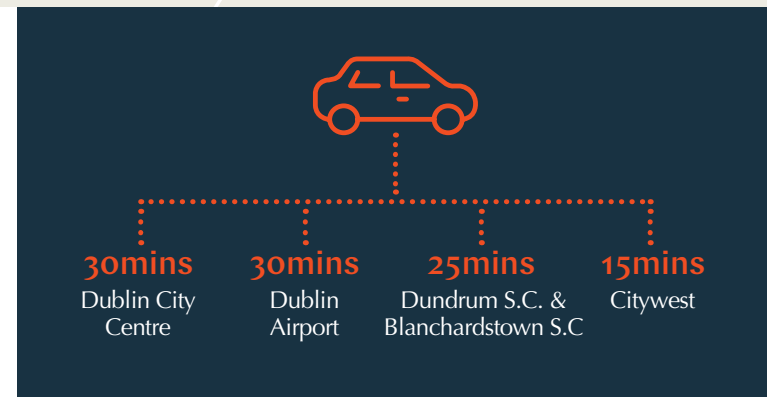 30mins
Dublin City
Centre
30mins
Dublin
Airport
25mins
Dundrum S.C. &
Blanchardstown S.C
15mins
Citywest